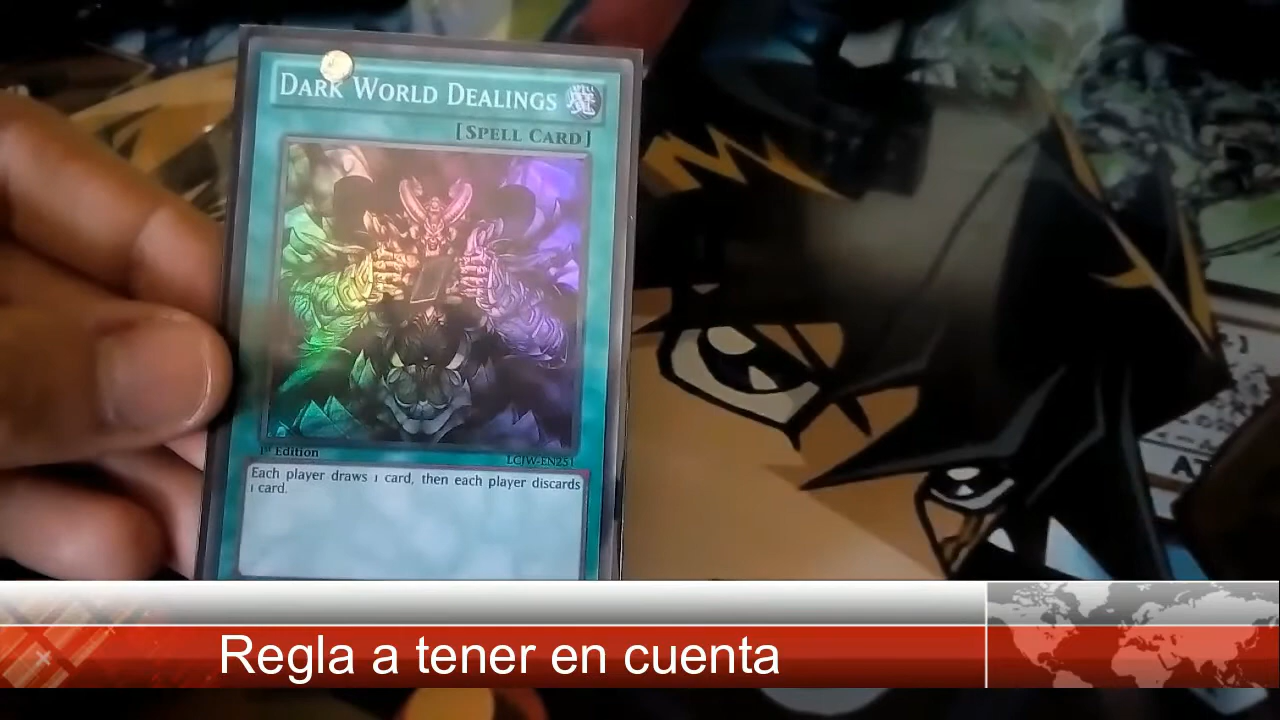 DARK WORLD DEALINGS
[SPELL CARD]
1st Edition
LCJW-EN251
Each player draws 1 card, then each player discards
1 card.
Regla a tener en cuenta